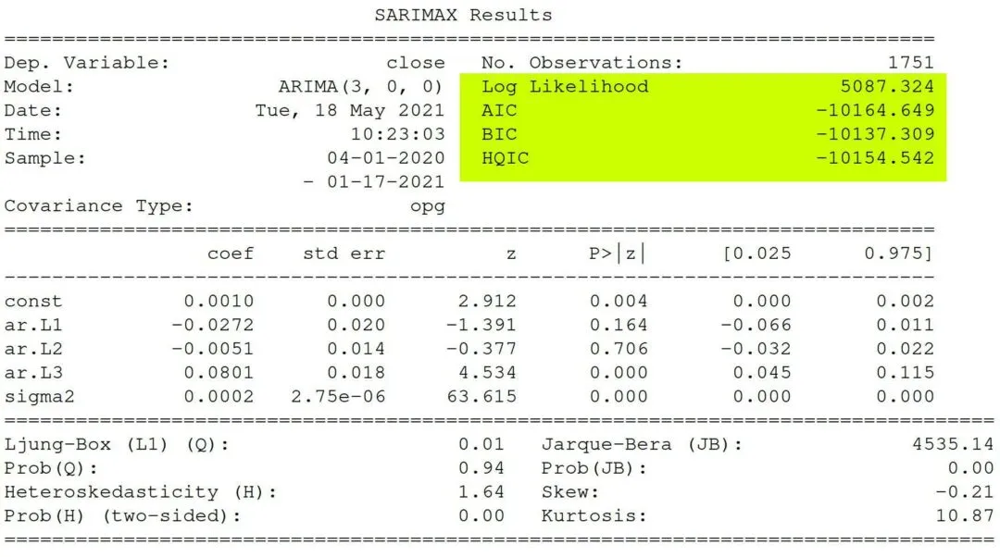 SARIMAX Results
==============================================================================
Dep. Variable: close No. Observations: 1751
Model: ARIMA(3, 0, 0) Log Likelihood 5087.324
Date: Tue, 18 May 2021 AIC -10164.649
Time: 10:23:03 BIC -10137.309
Sample: 04-01-2020 HQIC -10154.542
- 01-17-2021
Covariance Type: opg
==============================================================================
coef std err z P>|z| [0.025 0.975]
------------------------------------------------------------------------------
const 0.0010 0.000 2.912 0.004 0.000 0.002
ar.L1 -0.0272 0.020 -1.391 0.164 -0.066 0.011
ar.L2 -0.0051 0.014 -0.377 0.706 -0.032 0.022
ar.L3 0.0801 0.018 4.534 0.000 0.045 0.115
sigma2 0.0002 2.75e-06 63.615 0.000 0.000 0.000
===================================================================================
Ljung-Box (L1) (Q): 0.01 Jarque-Bera (JB): 4535.14
Prob(Q): 0.94 Prob(JB): 0.00
Heteroskedasticity (H): 1.64 Skew: -0.21
Prob(H) (two-sided): 0.00 Kurtosis: 10.87
===================================================================================